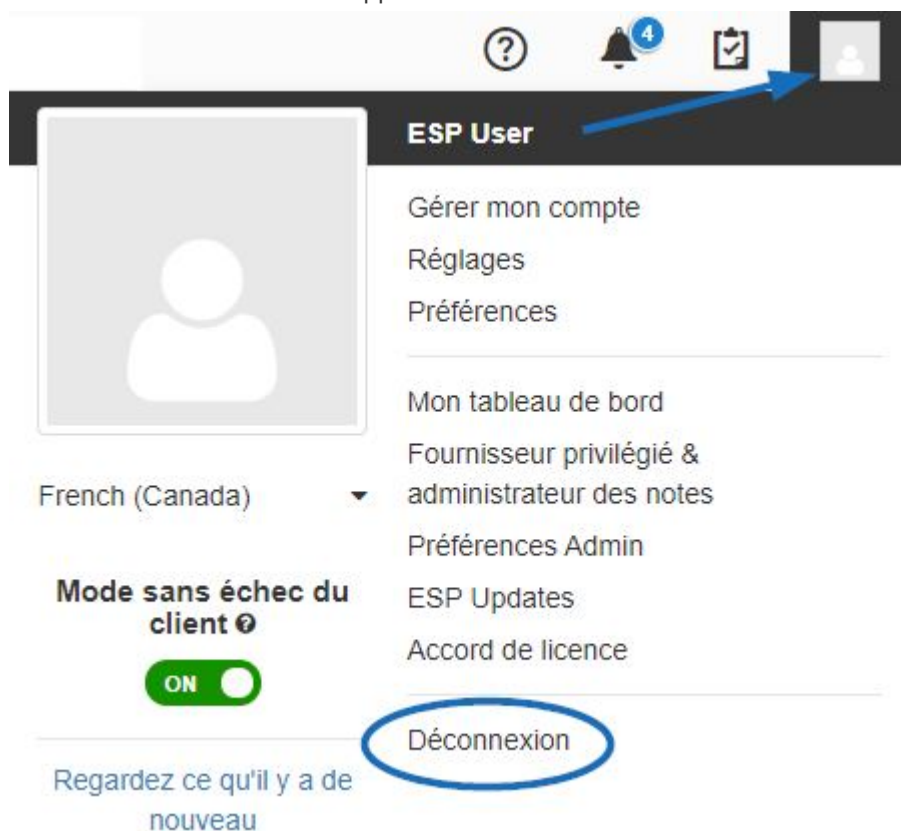 4
ESP User
Gérer mon compte
Réglages
Préférences
Mon tableau de bord
Fournisseur privilégié &
administrateur des notes
Préférences Admin
ESP Updates
Accord de licence
Déconnexion
French (Canada)
Mode sans échec du
client
ON
Regardez ce qu'il y a de
nouveau